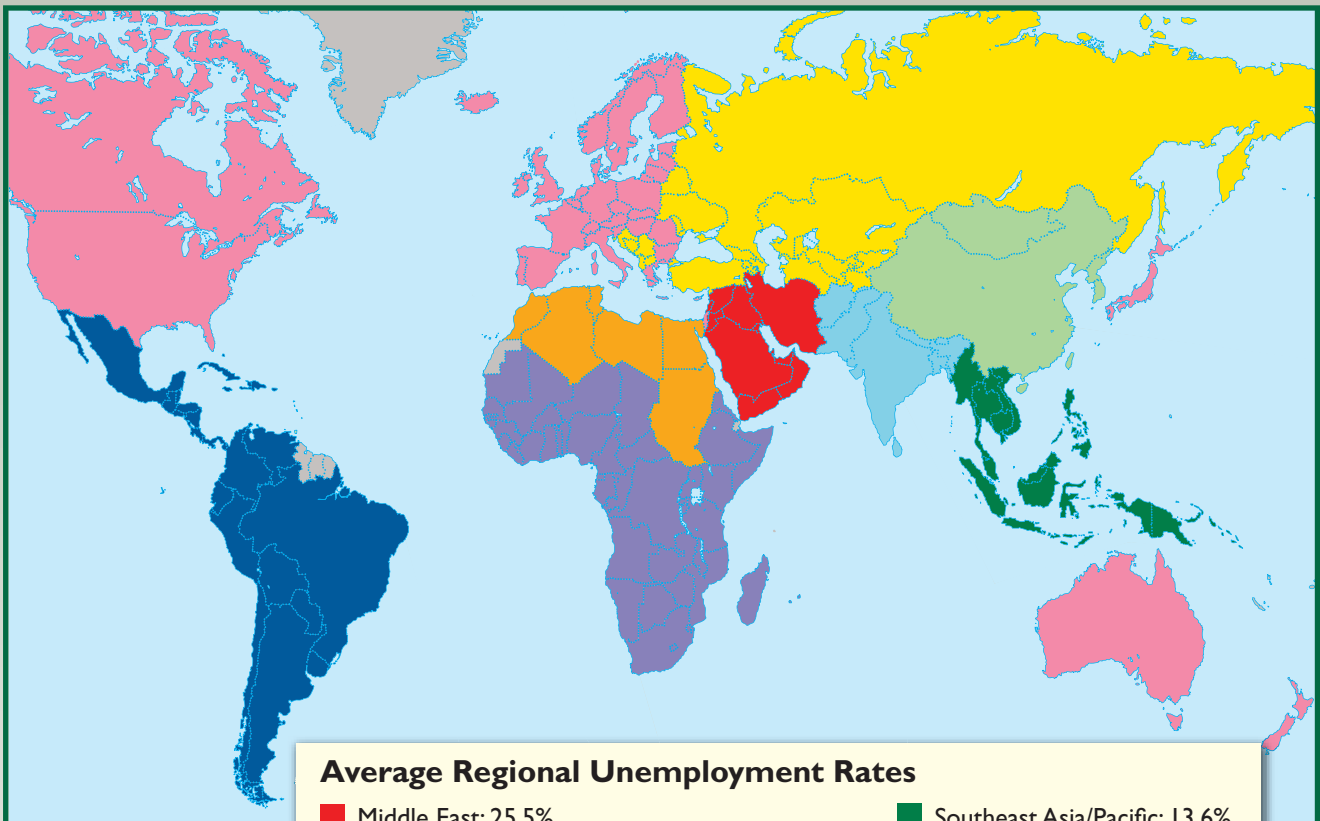 Average Regional Unemployment Rates
Middle East: 25.5%
Southeast Asia/Pacific: 13.6%